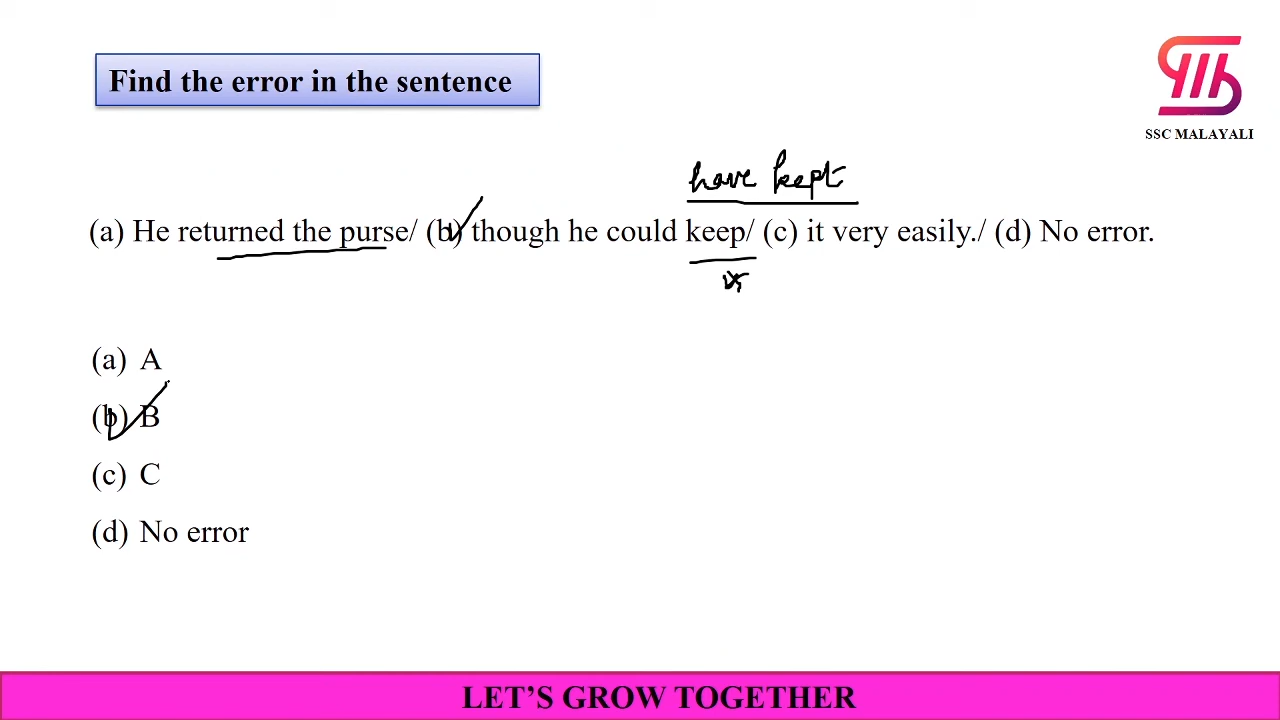 Find the error in the sentence
SSC MALAYALI
have kept
(a) He returned the purse/ (b) though he could keep/ (c) it very easily./ (d) No error.
(a) A
(b) B
(c) C
(d) No error
LET’S GROW TOGETHER